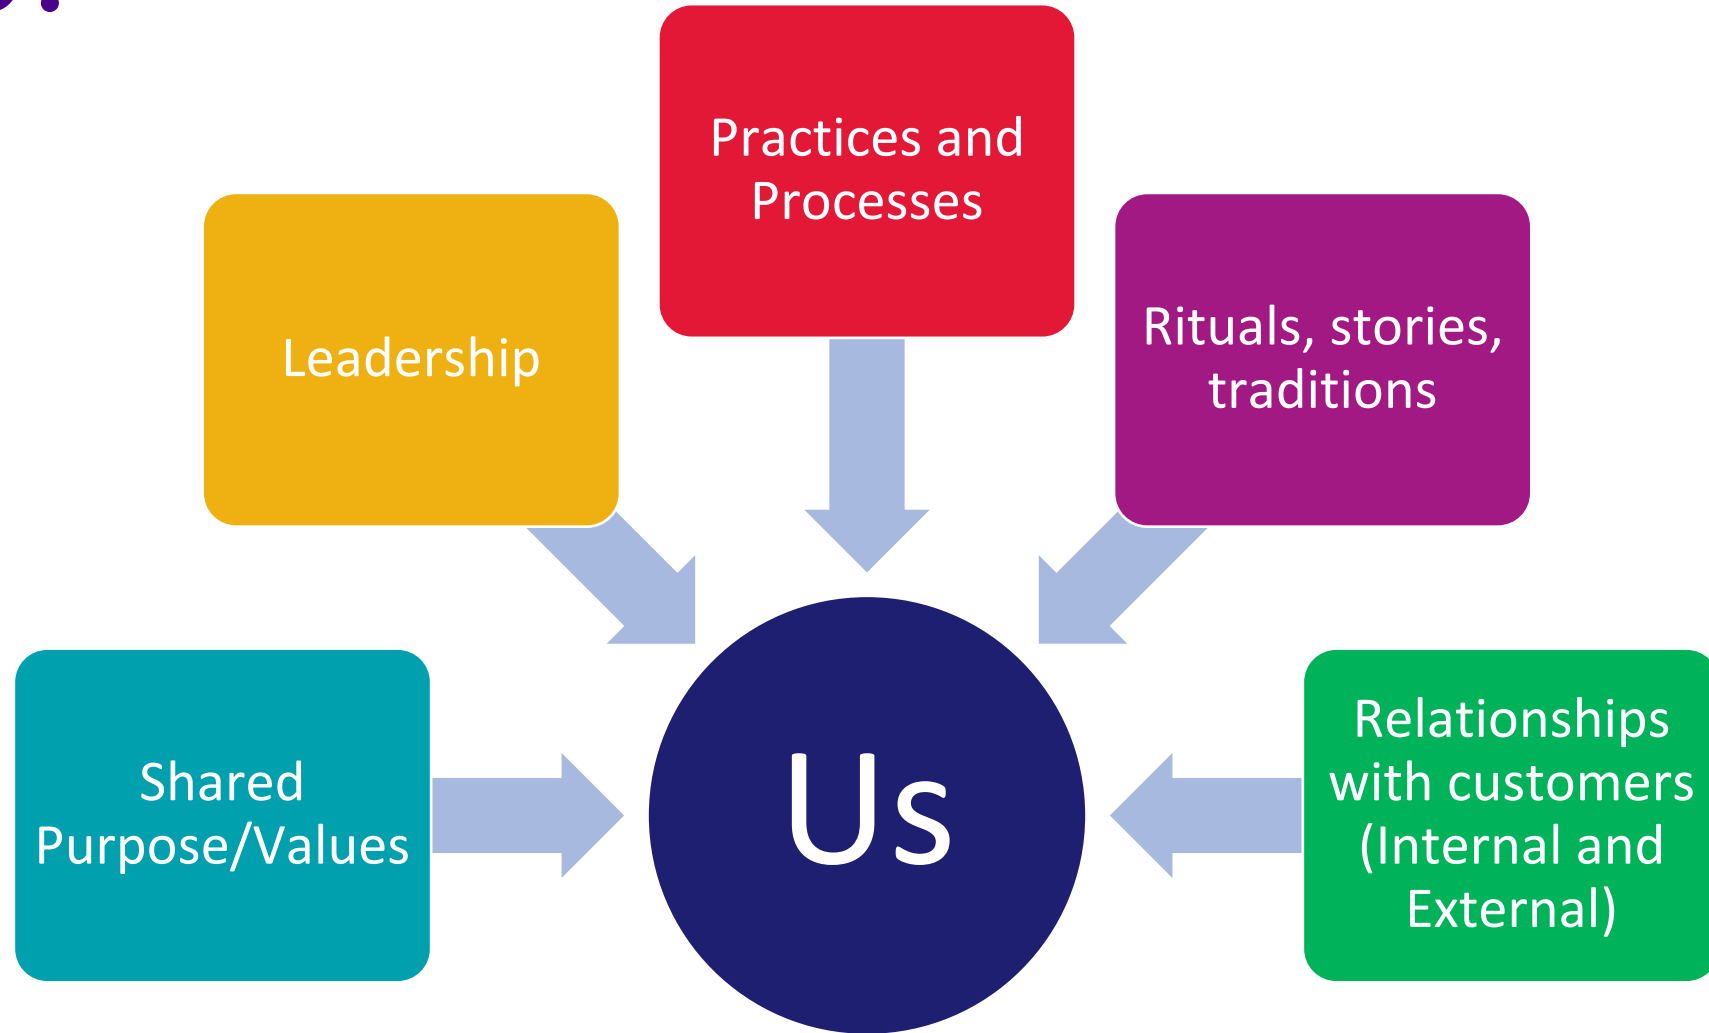 Practices and
Processes
Leadership
Rituals, stories,
traditions
Shared
Purpose/Values
Us
Relationships
with customers
(Internal and
External)